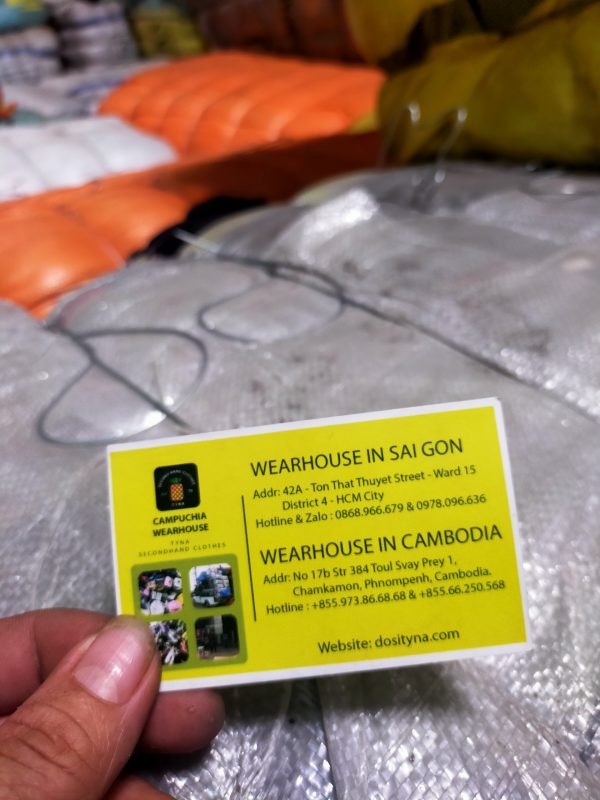 TYNA
CAMPUCHIA
WEARHOUSE
TYNA
SECONDHAND CLOTHES
WEARHOUSE IN SAI GON
Addr: 42A - Ton That Thuyet Street - Ward 15
District 4 - HCM City
Hotline & Zalo : 0868.966.679 & 0978.096.636
WEARHOUSE IN CAMBODIA
Addr: No 17b Str 384 Toul Svay Prey 1,
Chamkamon, Phnompenh, Cambodia.
Hotline : +855.973.86.68.68 & +855.66.250.568
Website: dosityna.com